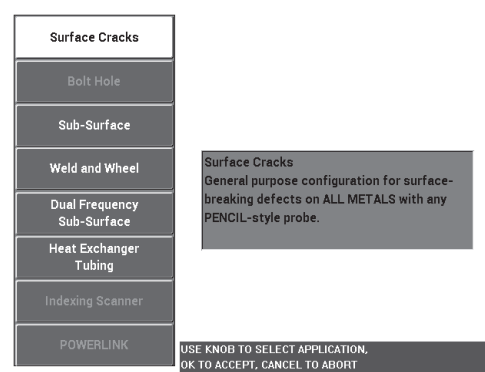 Surface Cracks
Bolt Hole
Sub-Surface
Weld and Wheel
Dual Frequency
Sub-Surface
Heat Exchanger
Tubing
Indexing Scanner
POWERLINK
Surface Cracks
General purpose configuration for surface-
breaking defects on ALL METALS with any
PENCIL-style probe.
USE KNOB TO SELECT APPLICATION,
OK TO ACCEPT, CANCEL TO ABORT